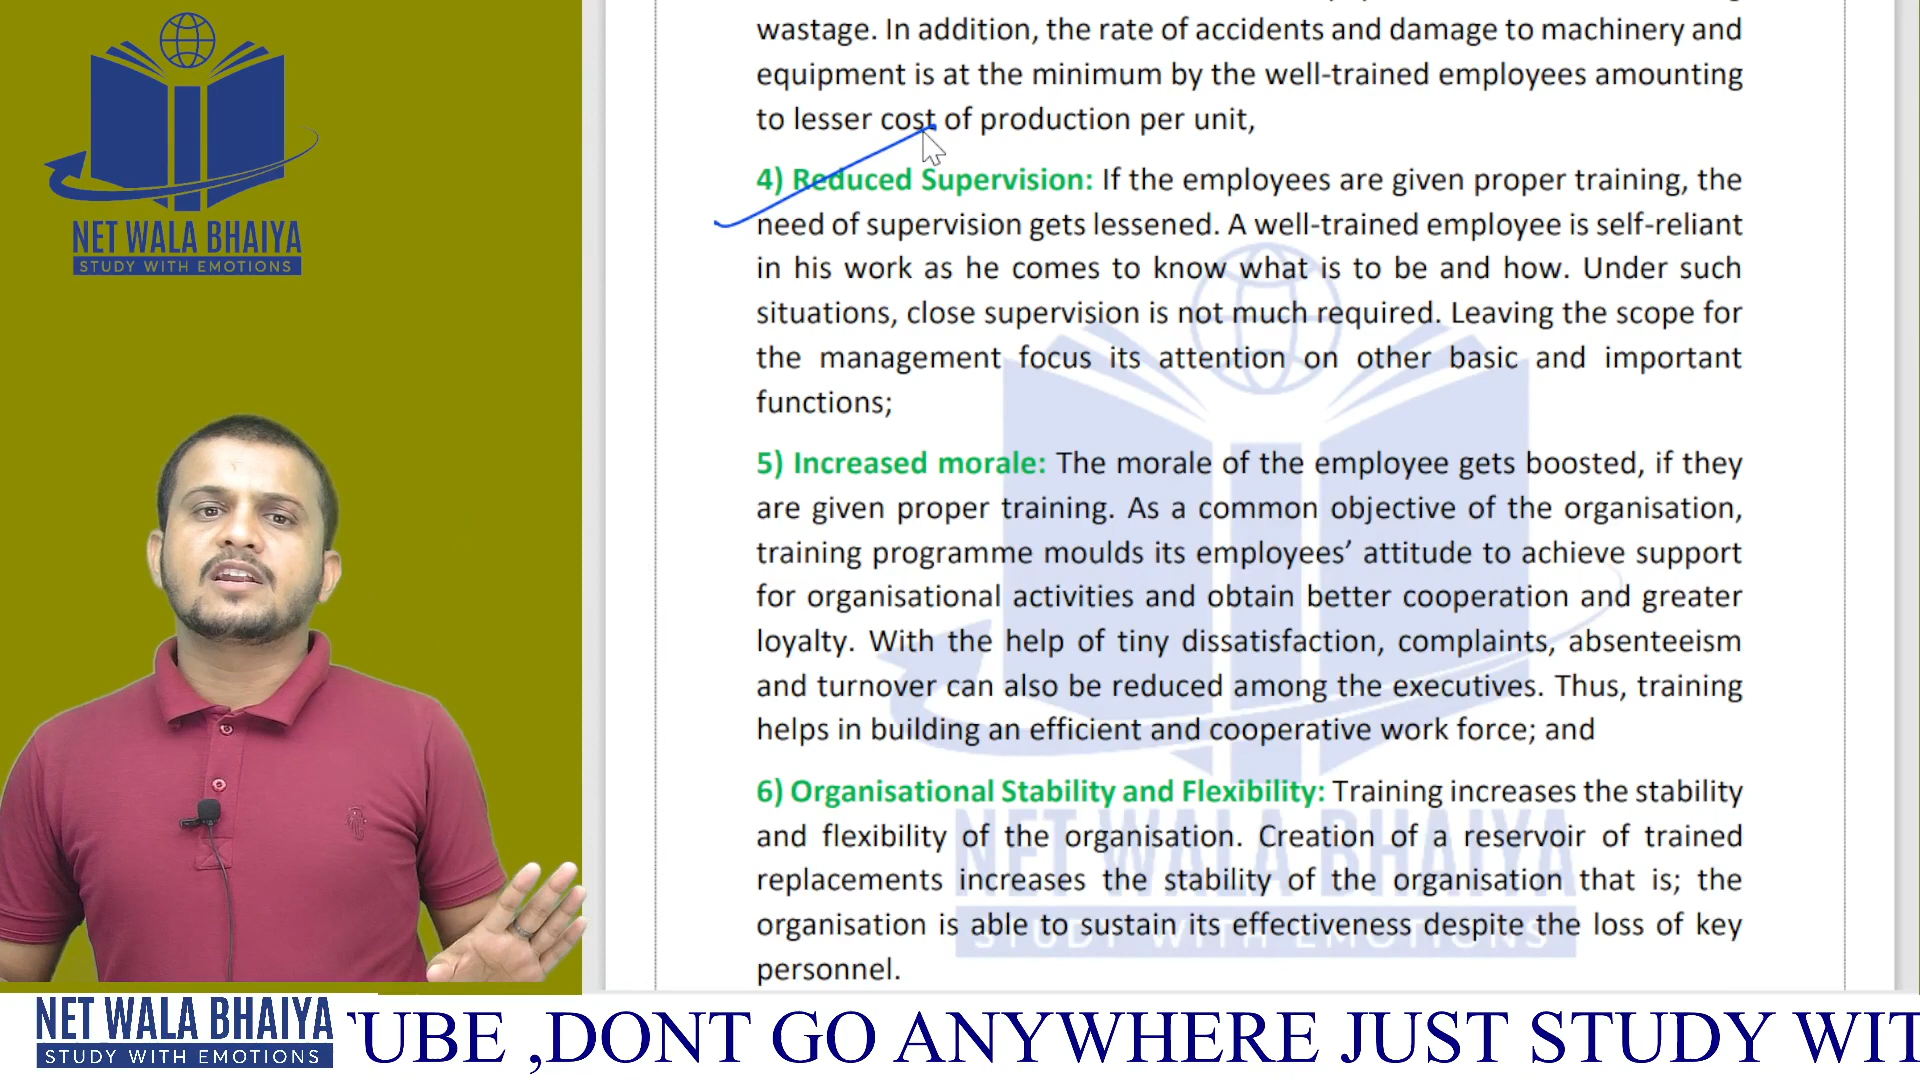 NET WALA BHAIYA
STUDY WITH EMOTIONS
wastage. In addition, the rate of accidents and damage to machinery and
equipment is at the minimum by the well-trained employees amounting
to lesser cost of production per unit,
4) Reduced Supervision: If the employees are given proper training, the
need of supervision gets lessened. A well-trained employee is self-reliant
in his work as he comes to know what is to be and how. Under such
situations, close supervision is not much required. Leaving the scope for
the management focus its attention on other basic and important
functions;
5) Increased morale: The morale of the employee gets boosted, if they
are given proper training. As a common objective of the organisation,
training programme moulds its employees’ attitude to achieve support
for organisational activities and obtain better cooperation and greater
loyalty. With the help of tiny dissatisfaction, complaints, absenteeism
and turnover can also be reduced among the executives. Thus, training
helps in building an efficient and cooperative work force; and
6) Organisational Stability and Flexibility: Training increases the stability
and flexibility of the organisation. Creation of a reservoir of trained
replacements increases the stability of the organisation that is; the
organisation is able to sustain its effectiveness despite the loss of key
personnel.
NET WALA BHAIYA
STUDY WITH EMOTIONS
NET WALA BHAIYA
STUDY WITH EMOTIONS
UBE ,DONT GO ANYWHERE JUST STUDY WIT